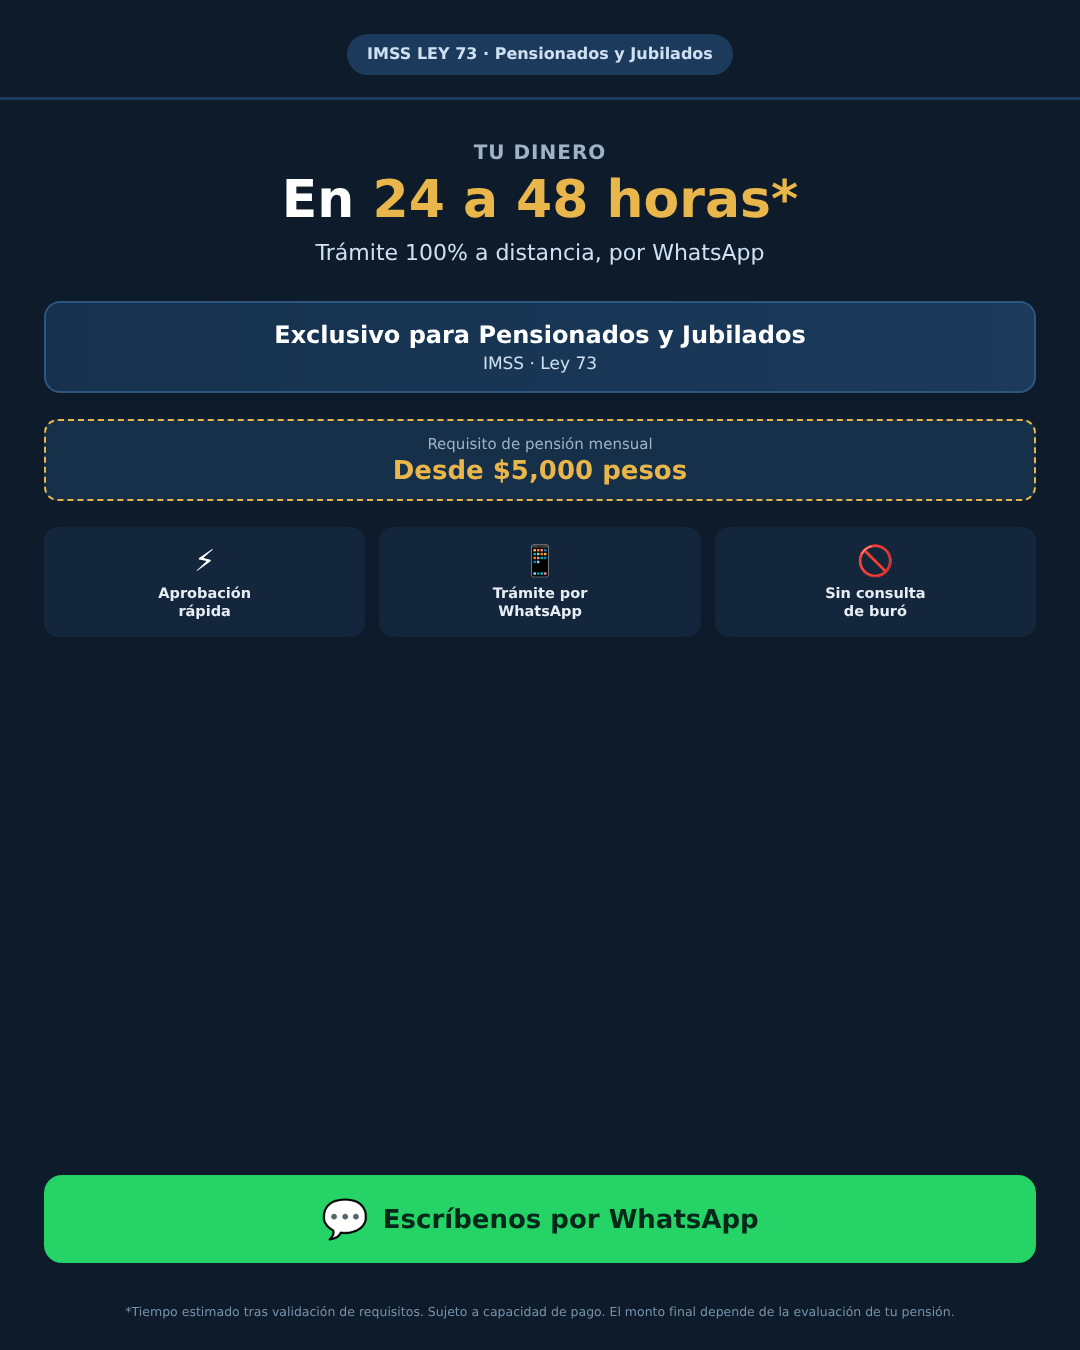 IMSS LEY 73 · Pensionados y Jubilados
TU DINERO
En 24 a 48 horas*
Trámite 100% a distancia, por WhatsApp
Exclusivo para Pensionados y Jubilados
IMSS · Ley 73
Requisito de pensión mensual
Desde $5,000 pesos
Aprobación
rápida
Trámite por
WhatsApp
Sin consulta
de buró
Escríbenos por WhatsApp
*Tiempo estimado tras validación de requisitos. Sujeto a capacidad de pago. El monto final depende de la evaluación de tu pensión.